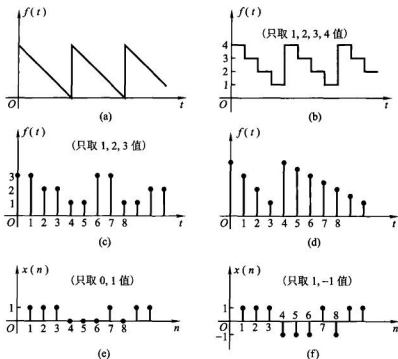 f(t)
O
t
(a)
f(t)
(只取 1, 2, 3, 4 值)
4
3
2
1
O
t
(b)
f(t)
(只取 1, 2, 3 值)
3
2
1
O
1 2 3 4 5 6 7 8
t
(c)
f(t)
O
1 2 3 4 5 6 7 8
t
(d)
x(n)
(只取 0, 1 值)
1
O
1 2 3 4 5 6 7 8
n
(e)
x(n)
(只取 1, -1 值)
1
O
-1
1 2 3 4 5 6 7 8
n
(f)